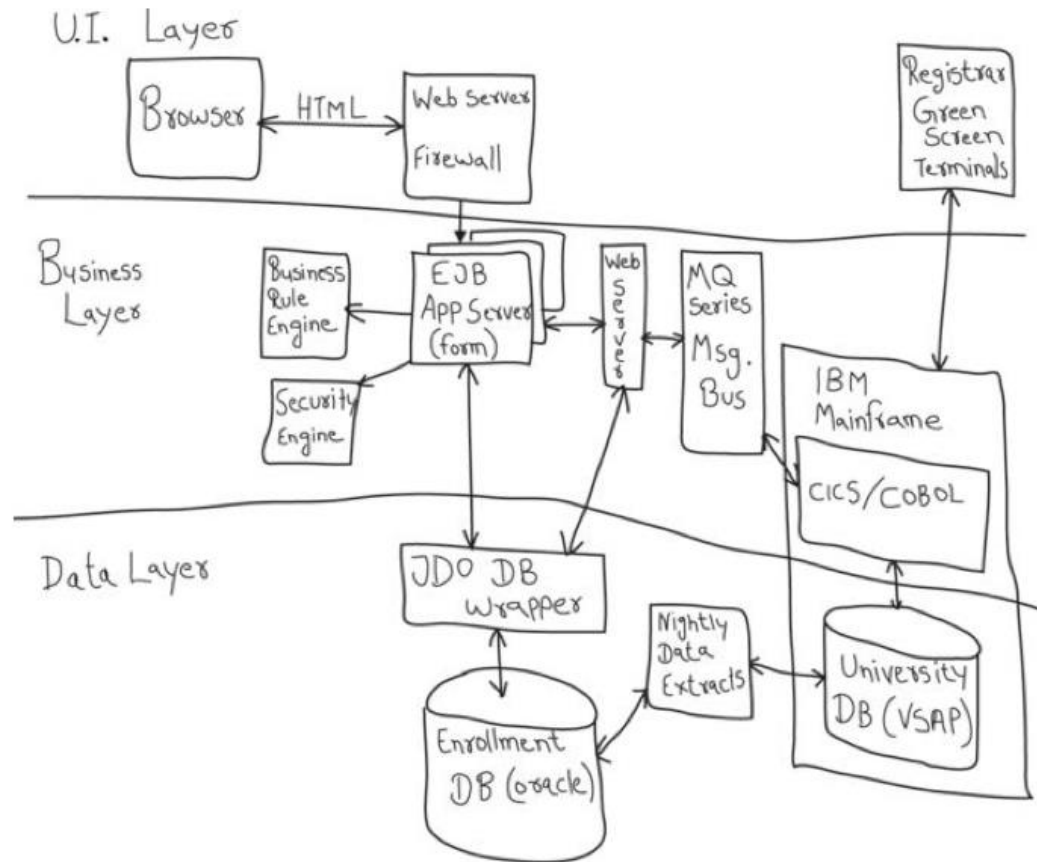 U.I. Layer
Browser
HTML
Web Server
Firewall
Registrar
Green
Screen
Terminals
Business
Layer
Business
Rule
Engine
EJB
App Server
(form)
Security
Engine
Web
Server
MQ
Series
Msg.
Bus
IBM
Mainframe
CICS/COBOL
Data Layer
JDO DB
Wrapper
Nightly
Data
Extracts
University
DB (VSAP)
Enrollment
DB (oracle)